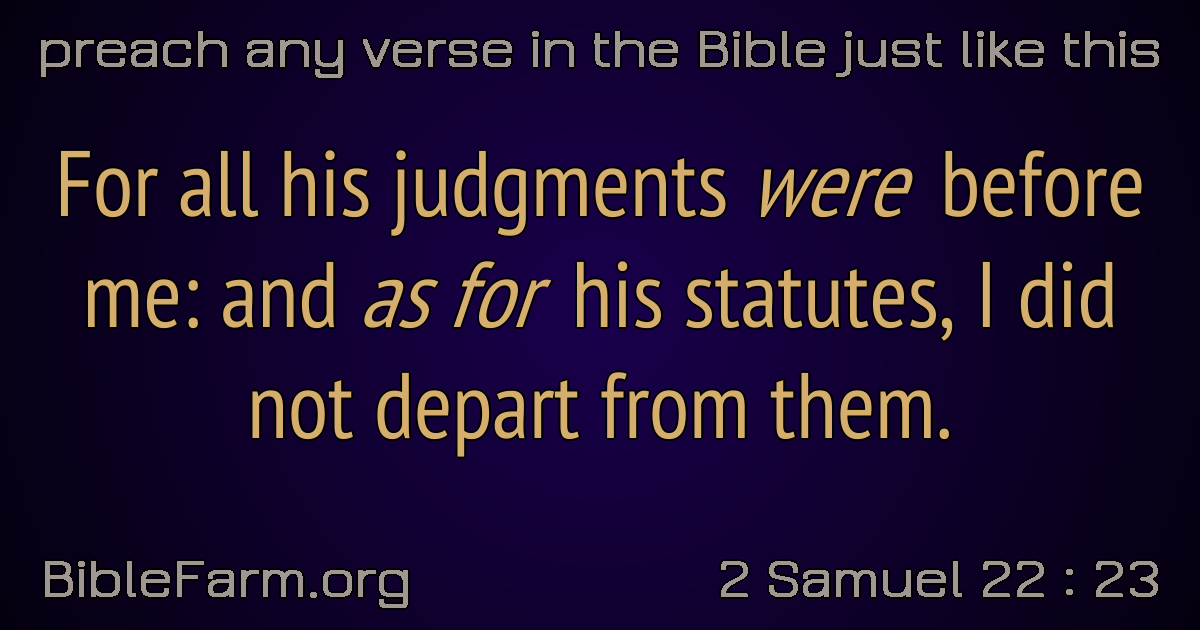 preach any verse in the Bible just like this
For all his judgments were before
me: and as for his statutes, I did
not depart from them.
BibleFarm.org
2 Samuel 22 : 23